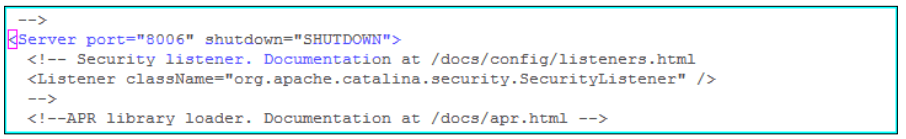 -->
<Server port="8006" shutdown="SHUTDOWN">
<!-- Security listener. Documentation at /docs/config/listeners.html
<Listener className="org.apache.catalina.security.SecurityListener" />
-->
<!--APR library loader. Documentation at /docs/apr.html -->